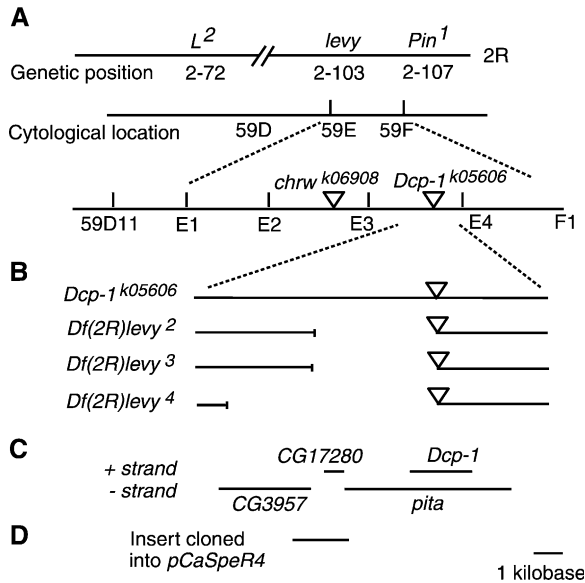 A
L2 levy Pin1 2R
Genetic position 2-72 2-103 2-107
Cytological location 59D 59E 59F
chrw k06908 Dcp-1 k05606
59D11 E1 E2 E3 E4 F1
B
Dcp-1 k05606
Df(2R)levy 2
Df(2R)levy 3
Df(2R)levy 4
C
CG17280 Dcp-1
+ strand
- strand
CG3957 pita
D
Insert cloned
into pCaSpeR4
1 kilobase